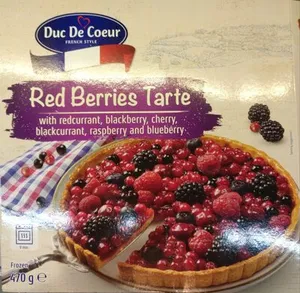 Duc De Coeur
FRENCH STYLE
Red Berries Tarte
with redcurrant, blackberry, cherry,
blackcurrant, raspberry and blueberry
Frozen
470 g e